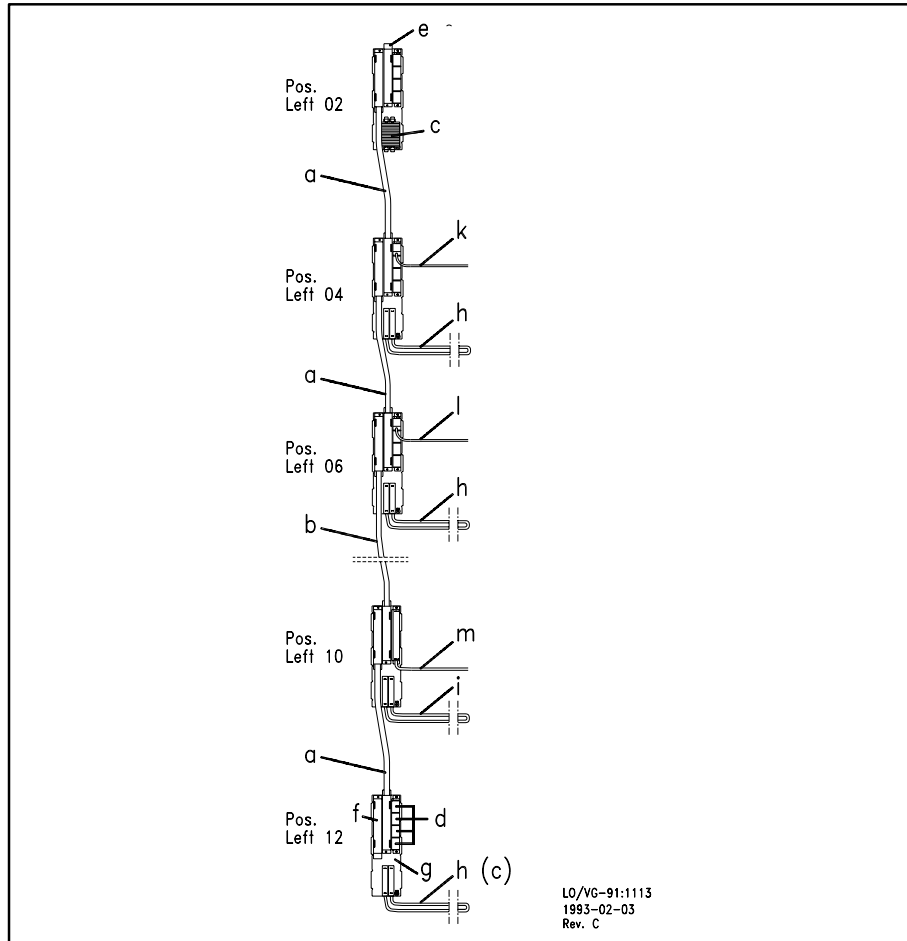 e
Pos.
Left 02
c
a
k
Pos.
Left 04
h
a
l
Pos.
Left 06
h
b
m
Pos.
Left 10
i
a
f
d
Pos.
Left 12
g
h (c)
LO/VG-91:1113
1993-02-03
Rev. C